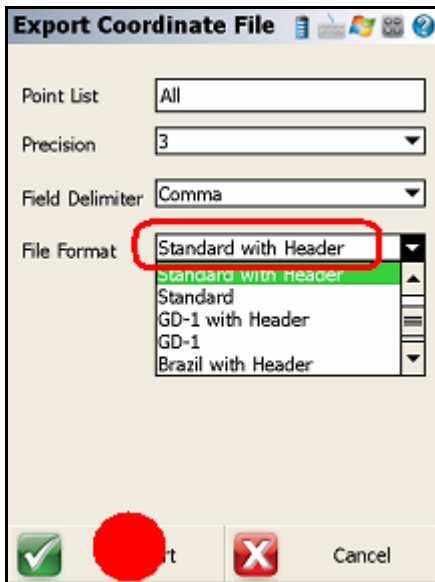 Export Coordinate File
Point List All
Precision 3
Field Delimiter Comma
File Format Standard with Header
Standard with Header
Standard
GD-1 with Header
GD-1
Brazil with Header
rt Cancel